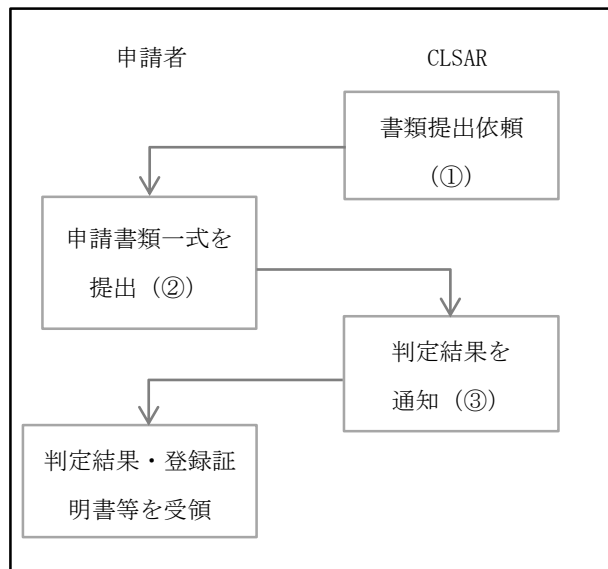 申請者
CLSAR
書類提出依頼
(①)
申請書類一式を
提出（②）
判定結果を
通知（③）
判定結果・登録証
明書等を受領